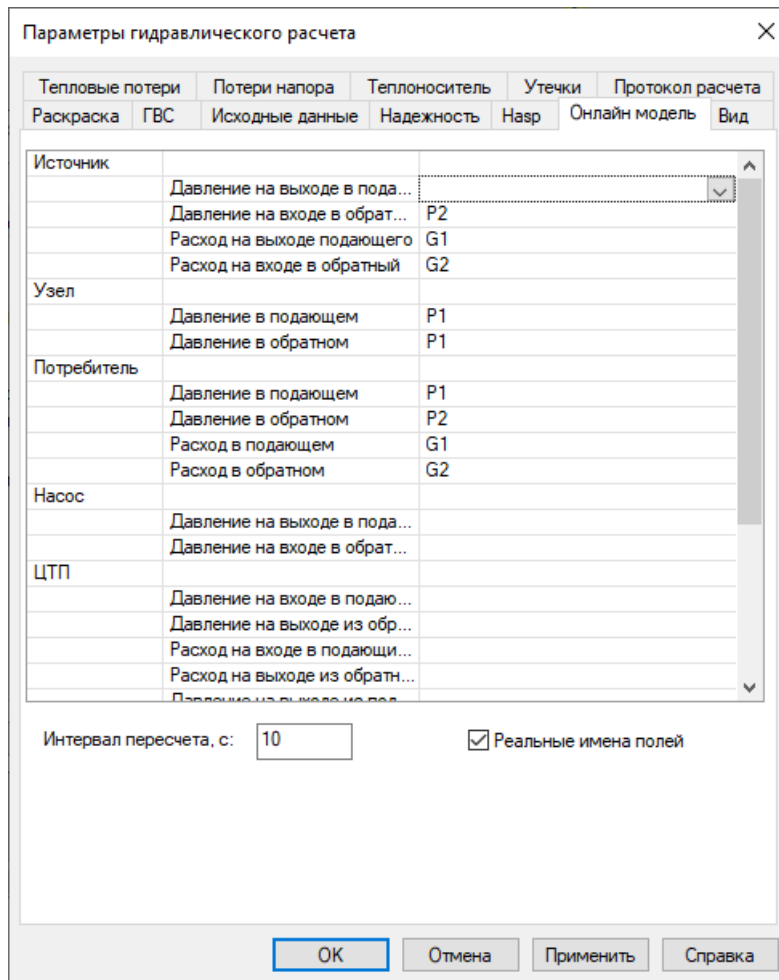 Параметры гидравлического расчета
Тепловые потери Потери напора Теплоноситель Утечки Протокол расчета
Раскраска ГВС Исходные данные Надежность Hasp Онлайн модель Вид
Источник
Давление на выходе в пода...
Давление на входе в обрат... P2
Расход на выходе подающего G1
Расход на входе в обратный G2
Узел
Давление в подающем P1
Давление в обратном P1
Потребитель
Давление в подающем P1
Давление в обратном P2
Расход в подающем G1
Расход в обратном G2
Насос
Давление на выходе в пода...
Давление на входе в обрат...
ЦТП
Давление на входе в подаю...
Давление на выходе из обр...
Расход на входе в подающи...
Расход на выходе из обратн...
Давление на выходе из под...
Интервал пересчета, с: 10 Реальные имена полей
OK Отмена Применить Справка